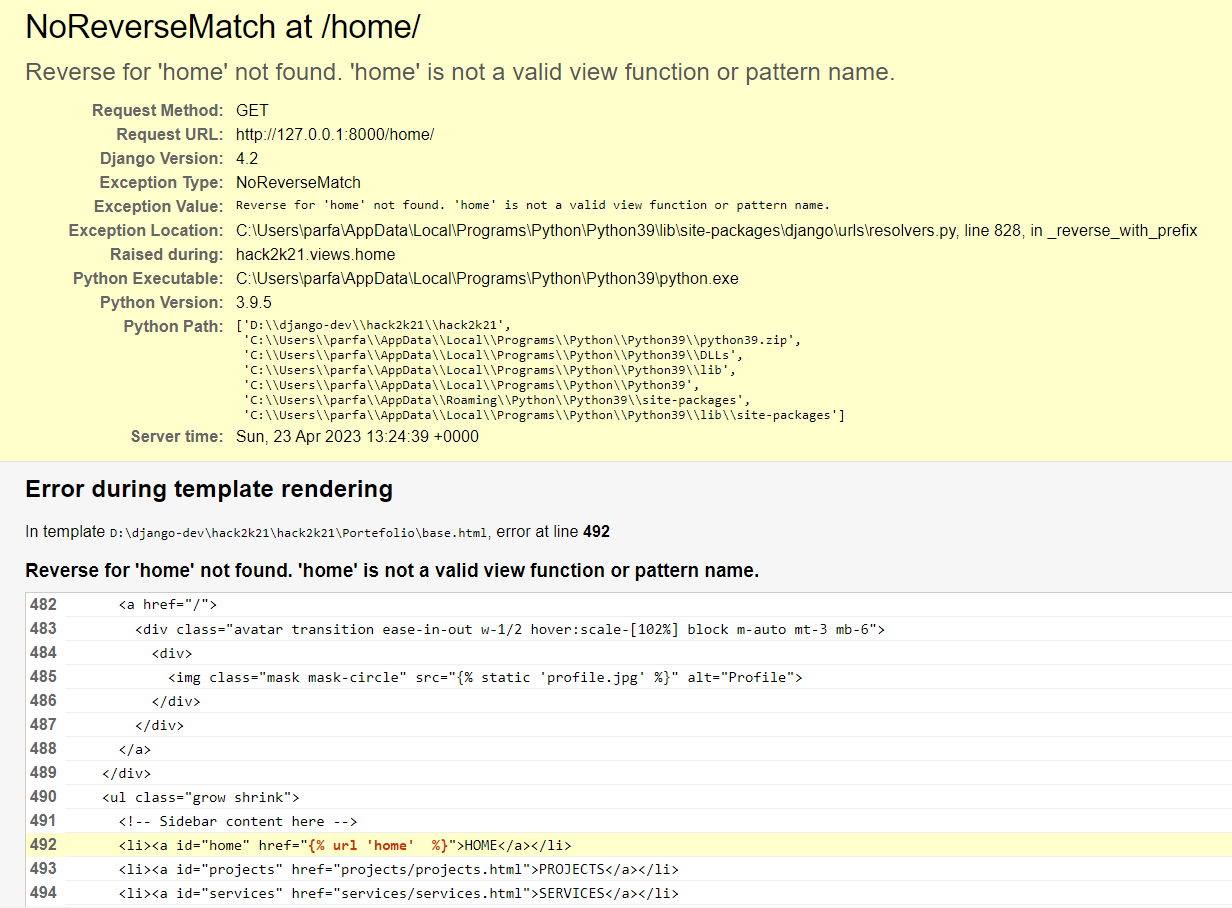 NoReverseMatch at /home/
Reverse for 'home' not found. 'home' is not a valid view function or pattern name.
Request Method: GET
Request URL: http://127.0.0.1:8000/home/
Django Version: 4.2
Exception Type: NoReverseMatch
Exception Value: Reverse for 'home' not found. 'home' is not a valid view function or pattern name.
Exception Location: C:\Users\parfa\AppData\Local\Programs\Python\Python39\lib\site-packages\django\urls\resolvers.py, line 828, in _reverse_with_prefix
Raised during: hack2k21.views.home
Python Executable: C:\Users\parfa\AppData\Local\Programs\Python\Python39\python.exe
Python Version: 3.9.5
Python Path: ['D:\\django-dev\\hack2k21\\hack2k21',
'C:\\Users\\parfa\\AppData\\Local\\Programs\\Python\\Python39\\python39.zip',
'C:\\Users\\parfa\\AppData\\Local\\Programs\\Python\\Python39\\DLLs',
'C:\\Users\\parfa\\AppData\\Local\\Programs\\Python\\Python39\\lib',
'C:\\Users\\parfa\\AppData\\Local\\Programs\\Python\\Python39',
'C:\\Users\\parfa\\AppData\\Roaming\\Python\\Python39\\site-packages',
'C:\\Users\\parfa\\AppData\\Local\\Programs\\Python\\Python39\\lib\\site-packages']
Server time: Sun, 23 Apr 2023 13:24:39 +0000
Error during template rendering
In template D:\django-dev\hack2k21\hack2k21\Portefolio\base.html, error at line 492
Reverse for 'home' not found. 'home' is not a valid view function or pattern name.
482 <a href="/">
483 <div class="avatar transition ease-in-out w-1/2 hover:scale-[102%] block m-auto mt-3 mb-6">
484 <div>
485 <img class="mask mask-circle" src="{% static 'profile.jpg' %}" alt="Profile">
486 </div>
487 </div>
488 </a>
489 </div>
490 <ul class="grow shrink">
491 <!-- Sidebar content here -->
492 <li><a id="home" href="{% url 'home'  %}">HOME</a></li>
493 <li><a id="projects" href="projects/projects.html">PROJECTS</a></li>
494 <li><a id="services" href="services/services.html">SERVICES</a></li>